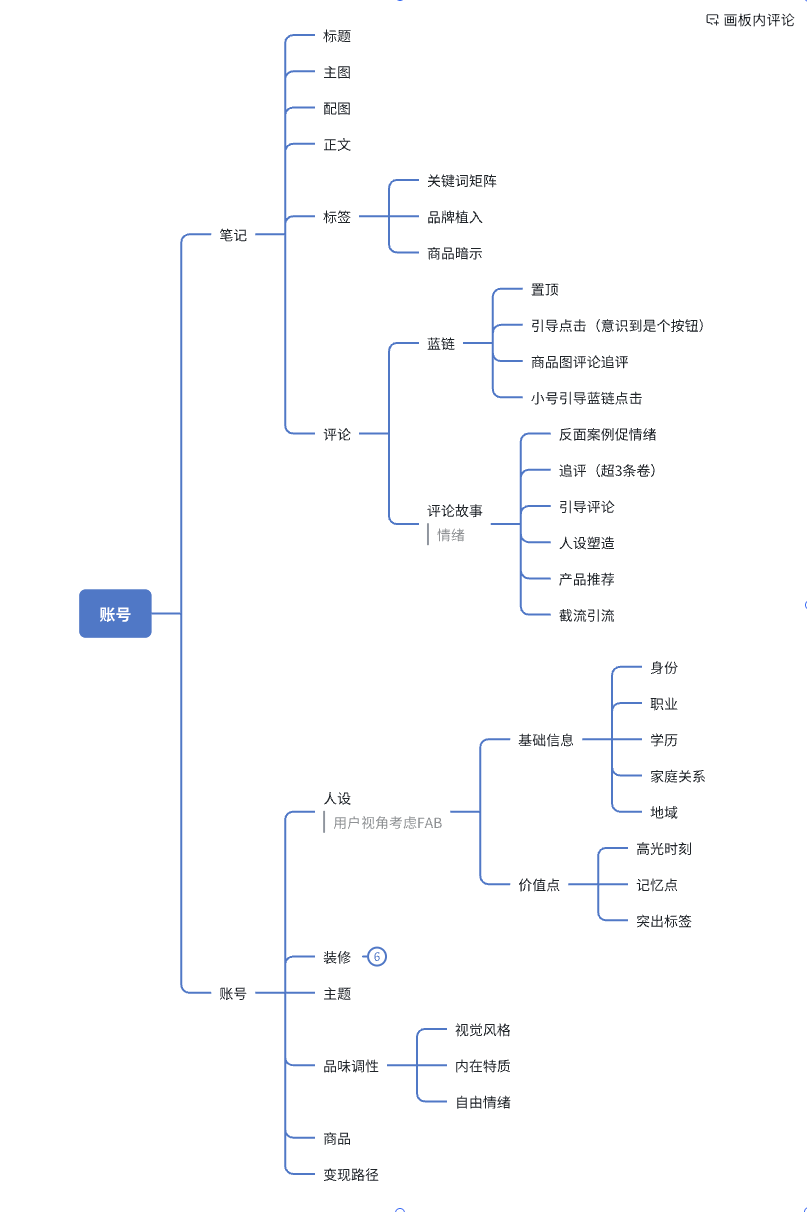 画板内评论
标题
主图
配图
正文
关键词矩阵
标签
品牌植入
笔记
商品暗示
置顶
引导点击（意识到是个按钮）
蓝链
商品图评论追评
小号引导蓝链点击
评论
反面案例促情绪
追评（超3条卷）
评论故事
情绪
引导评论
人设塑造
产品推荐
截流引流
账号
身份
职业
基础信息
学历
家庭关系
人设
用户视角考虑FAB
地域
高光时刻
价值点
记忆点
突出标签
装修
6
账号
主题
视觉风格
品味调性
内在特质
自由情绪
商品
变现路径